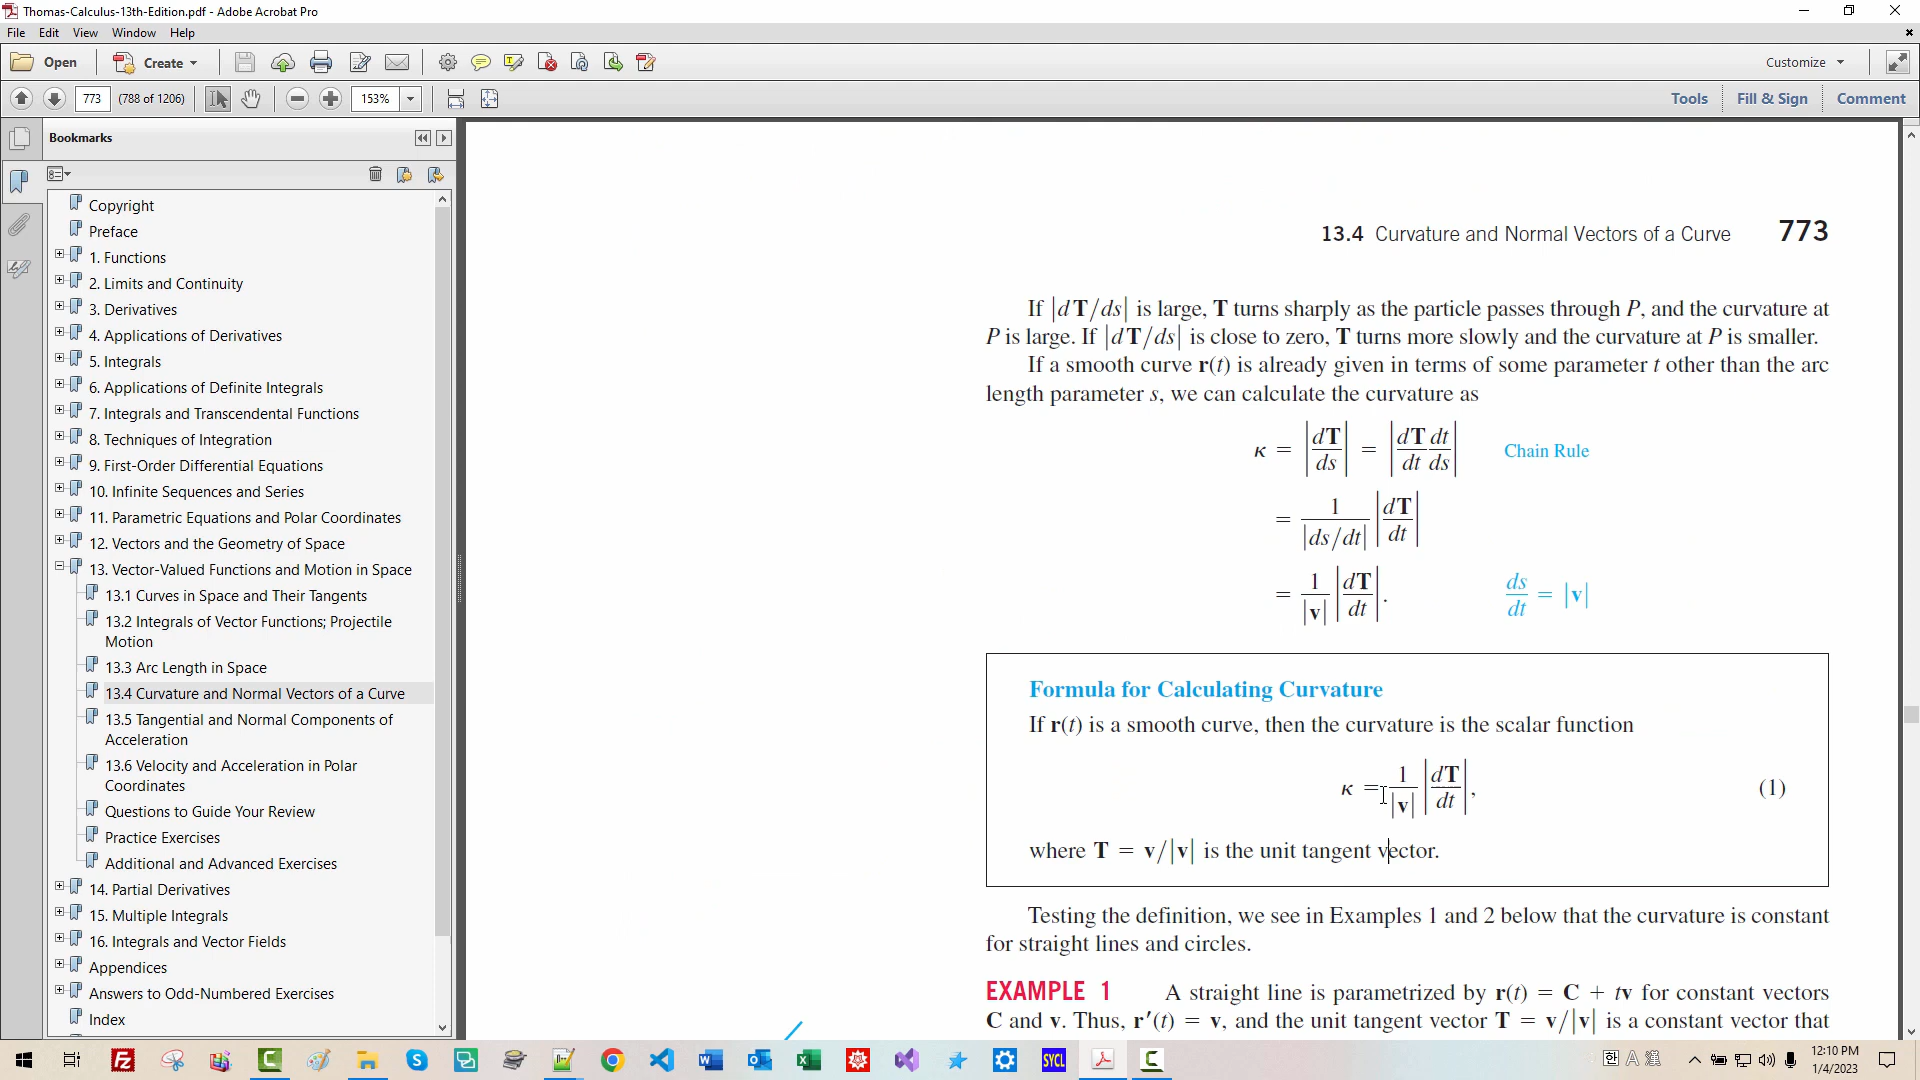 Thomas-Calculus-13th-Edition.pdf - Adobe Acrobat Pro
File Edit View Window Help
Open Create Customize
773 (788 of 1206) 153% Tools Fill & Sign Comment
Bookmarks
Copyright
Preface
1. Functions
2. Limits and Continuity
3. Derivatives
4. Applications of Derivatives
5. Integrals
6. Applications of Definite Integrals
7. Integrals and Transcendental Functions
8. Techniques of Integration
9. First-Order Differential Equations
10. Infinite Sequences and Series
11. Parametric Equations and Polar Coordinates
12. Vectors and the Geometry of Space
13. Vector-Valued Functions and Motion in Space
13.1 Curves in Space and Their Tangents
13.2 Integrals of Vector Functions; Projectile
Motion
13.3 Arc Length in Space
13.4 Curvature and Normal Vectors of a Curve
13.5 Tangential and Normal Components of
Acceleration
13.6 Velocity and Acceleration in Polar
Coordinates
Questions to Guide Your Review
Practice Exercises
Additional and Advanced Exercises
14. Partial Derivatives
15. Multiple Integrals
16. Integrals and Vector Fields
Appendices
Answers to Odd-Numbered Exercises
Index
13.4 Curvature and Normal Vectors of a Curve 773
If |dT/ds| is large, T turns sharply as the particle passes through P, and the curvature at
P is large. If |dT/ds| is close to zero, T turns more slowly and the curvature at P is smaller.
If a smooth curve r(t) is already given in terms of some parameter t other than the arc
length parameter s, we can calculate the curvature as
κ = |dT/ds| = |dT/dt dt/ds| Chain Rule
= 1/|ds/dt| |dT/dt|
= 1/|v| |dT/dt|. ds/dt = |v|
Formula for Calculating Curvature
If r(t) is a smooth curve, then the curvature is the scalar function
κ = 1/|v| |dT/dt|, (1)
where T = v/|v| is the unit tangent vector.
Testing the definition, we see in Examples 1 and 2 below that the curvature is constant
for straight lines and circles.
EXAMPLE 1 A straight line is parametrized by r(t) = C + tv for constant vectors
C and v. Thus, r′(t) = v, and the unit tangent vector T = v/|v| is a constant vector that
SYCL
한 A 漢
12:10 PM
1/4/2023